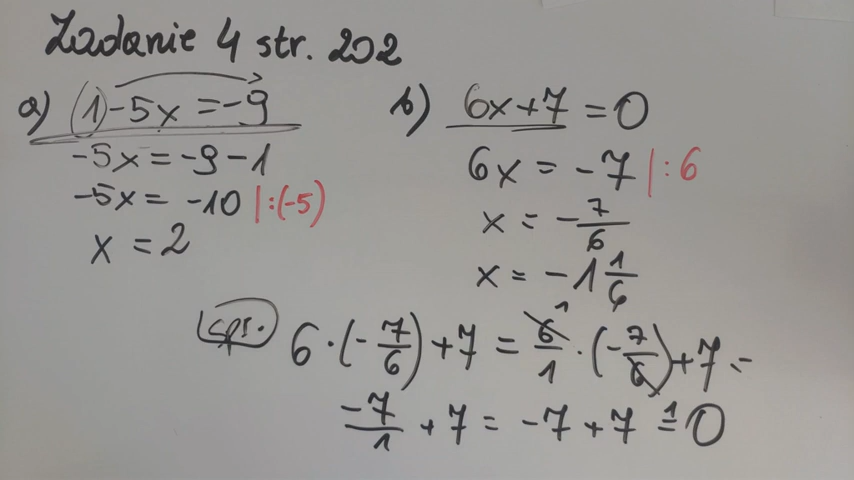 Zadanie 4 str. 202
a) (1)-5x = -9
-5x = -9-1
-5x = -10 |:(-5)
x = 2
b) 6x+7 = 0
6x = -7 |:6
x = -7/6
x = -1 1/6
spr.
6·(-7/6)+7 = 6/1·(-7/6)+7 =
-7/1 + 7 = -7+7 = 0